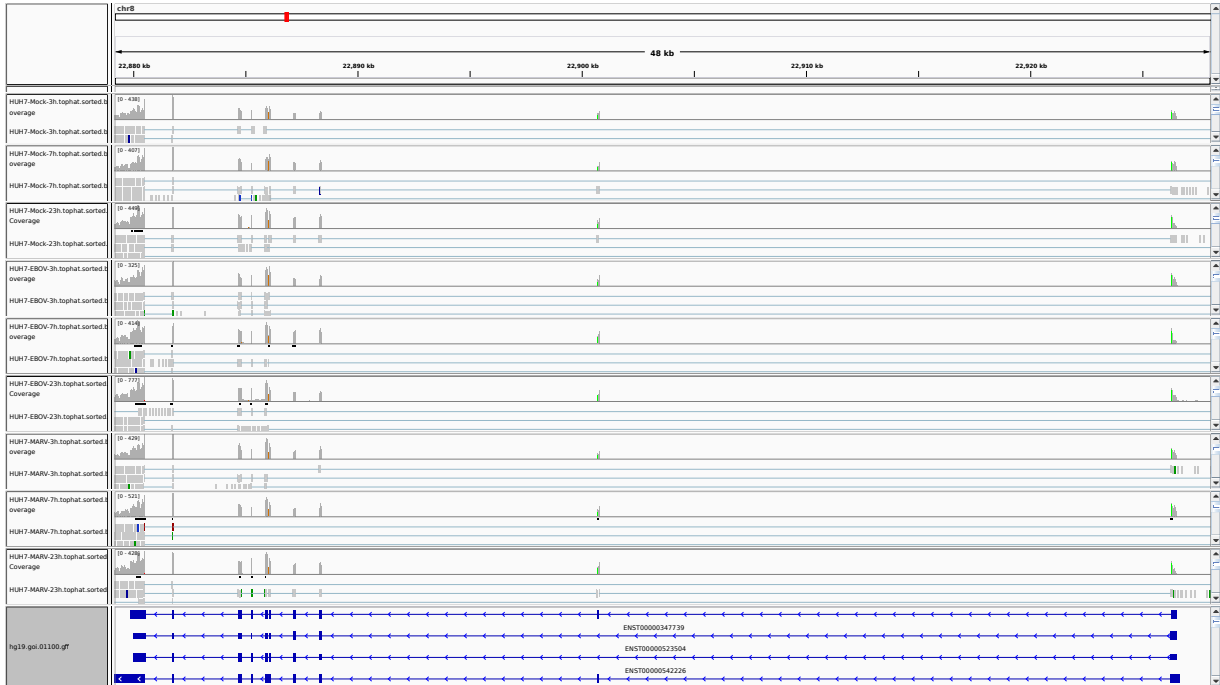 chr8
48 kb
22,880 kb 22,890 kb 22,900 kb 22,910 kb 22,920 kb
HUH7-Mock-3h.tophat.sorted.b
overage
[0 - 438]
HUH7-Mock-3h.tophat.sorted.b
HUH7-Mock-7h.tophat.sorted.b
overage
[0 - 407]
HUH7-Mock-7h.tophat.sorted.b
HUH7-Mock-23h.tophat.sorted.
Coverage
[0 - 449]
HUH7-Mock-23h.tophat.sorted.
HUH7-EBOV-3h.tophat.sorted.b
overage
[0 - 325]
HUH7-EBOV-3h.tophat.sorted.b
HUH7-EBOV-7h.tophat.sorted.b
overage
[0 - 414]
HUH7-EBOV-7h.tophat.sorted.b
HUH7-EBOV-23h.tophat.sorted
Coverage
[0 - 777]
HUH7-EBOV-23h.tophat.sorted
HUH7-MARV-3h.tophat.sorted.b
overage
[0 - 429]
HUH7-MARV-3h.tophat.sorted.b
HUH7-MARV-7h.tophat.sorted.b
overage
[0 - 521]
HUH7-MARV-7h.tophat.sorted.b
HUH7-MARV-23h.tophat.sorted
Coverage
HUH7-MARV-23h.tophat.sorted
hg19.goi.01100.gff
ENST00000347739
ENST00000523504
ENST00000542226